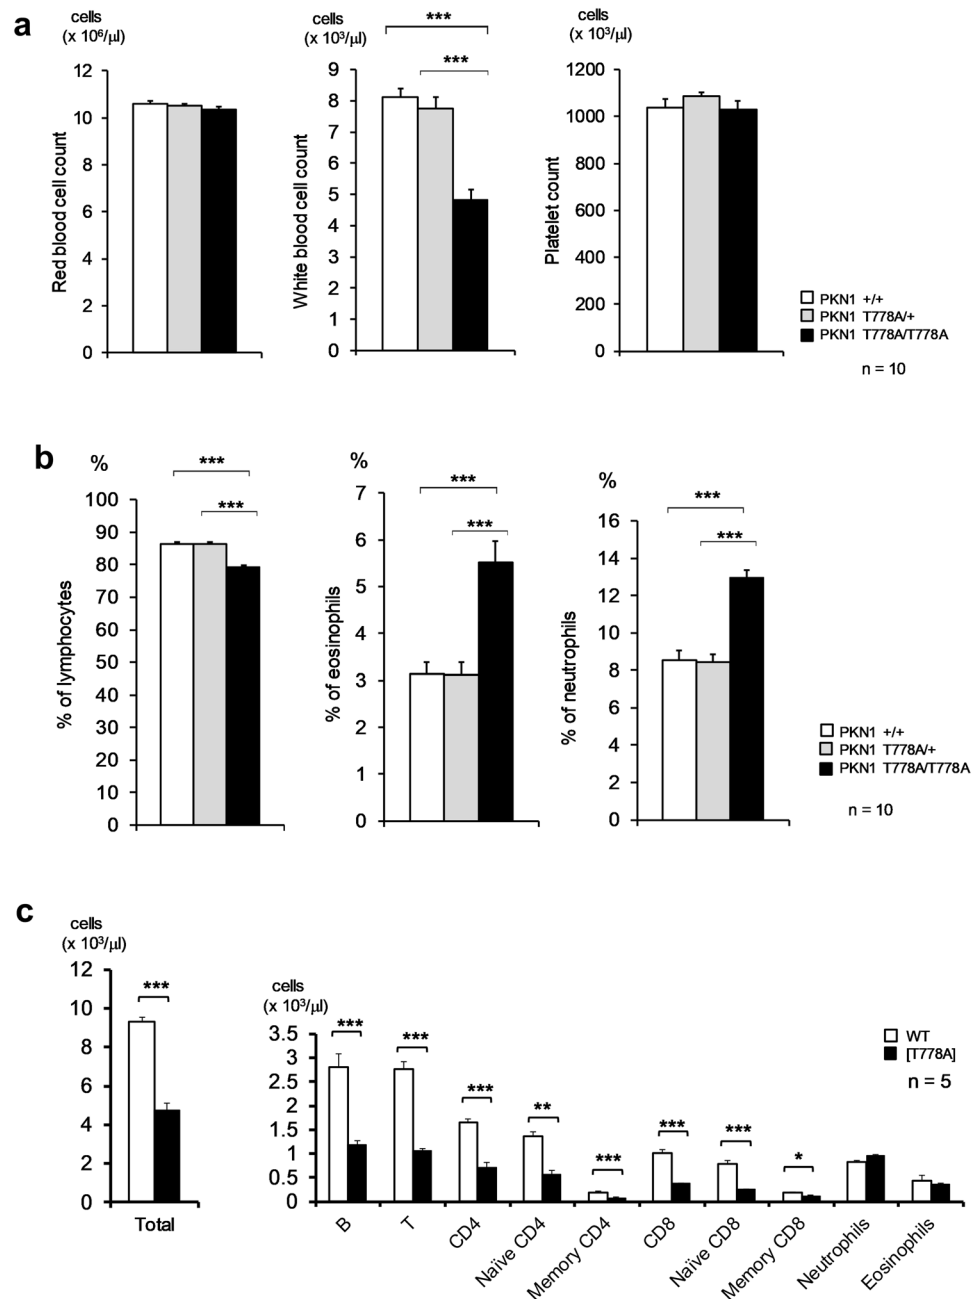 a
cells
(x 10⁶/µl)
Red blood cell count
12
10
8
6
4
2
0
cells
(x 10³/µl)
White blood cell count
9
8
7
6
5
4
3
2
1
0
***
***
cells
(x 10³/µl)
Platelet count
1200
1000
800
600
400
200
0
PKN1 +/+
PKN1 T778A/+
PKN1 T778A/T778A
n = 10
b
%
% of lymphocytes
100
90
80
70
60
50
40
30
20
10
0
***
***
%
% of eosinophils
7
6
5
4
3
2
1
0
***
***
%
% of neutrophils
16
14
12
10
8
6
4
2
0
***
***
PKN1 +/+
PKN1 T778A/+
PKN1 T778A/T778A
n = 10
c
cells
(x 10³/µl)
12
10
8
6
4
2
0
***
Total
cells
(x 10³/µl)
3.5
3
2.5
2
1.5
1
0.5
0
***
***
***
**
***
***
***
*
B
T
CD4
Naïve CD4
Memory CD4
CD8
Naïve CD8
Memory CD8
Neutrophils
Eosinophils
WT
[T778A]
n = 5